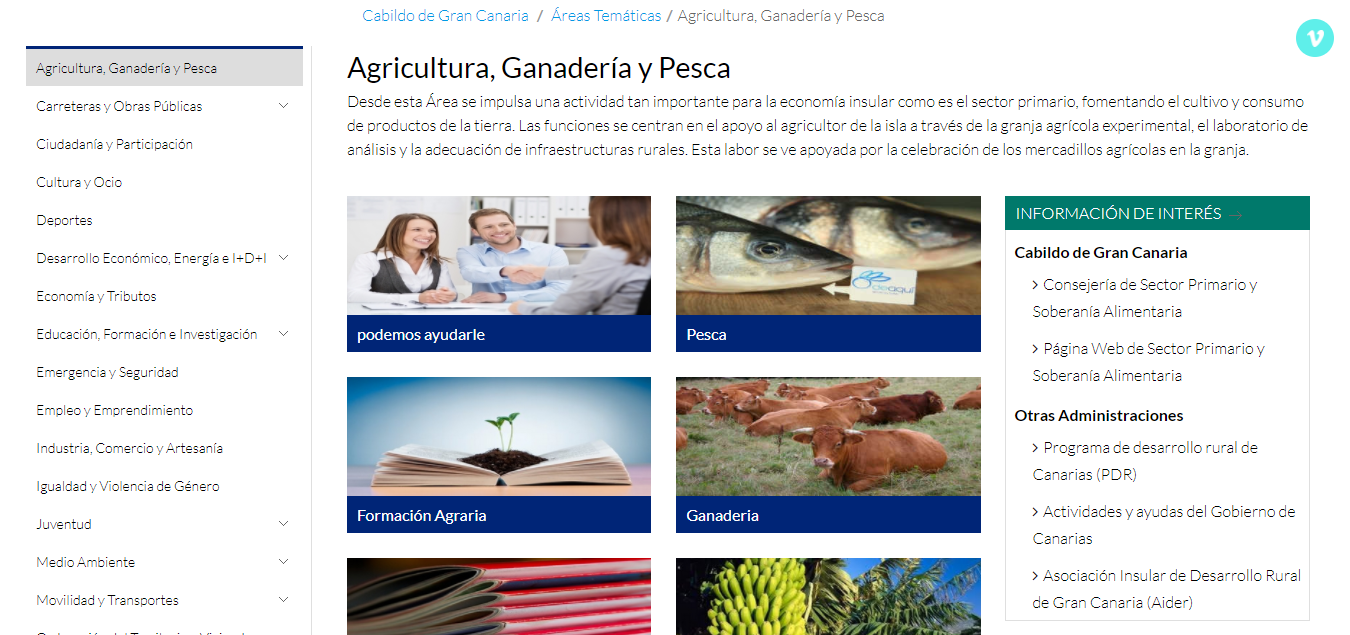 Cabildo de Gran Canaria / Áreas Temáticas / Agricultura, Ganadería y Pesca
Agricultura, Ganadería y Pesca
Carreteras y Obras Públicas
Ciudadanía y Participación
Cultura y Ocio
Deportes
Desarrollo Económico, Energía e I+D+I
Economía y Tributos
Educación, Formación e Investigación
Emergencia y Seguridad
Empleo y Emprendimiento
Industria, Comercio y Artesanía
Igualdad y Violencia de Género
Juventud
Medio Ambiente
Movilidad y Transportes
Agricultura, Ganadería y Pesca
Desde esta Área se impulsa una actividad tan importante para la economía insular como es el sector primario, fomentando el cultivo y consumo
de productos de la tierra. Las funciones se centran en el apoyo al agricultor de la isla a través de la granja agrícola experimental, el laboratorio de
análisis y la adecuación de infraestructuras rurales. Esta labor se ve apoyada por la celebración de los mercadillos agrícolas en la granja.
podemos ayudarle
deaquí
Pesca
Formación Agraria
Ganaderia
INFORMACIÓN DE INTERÉS →
Cabildo de Gran Canaria
> Consejería de Sector Primario y
Soberanía Alimentaria
> Página Web de Sector Primario y
Soberanía Alimentaria
Otras Administraciones
> Programa de desarrollo rural de
Canarias (PDR)
> Actividades y ayudas del Gobierno de
Canarias
> Asociación Insular de Desarrollo Rural
de Gran Canaria (Aider)